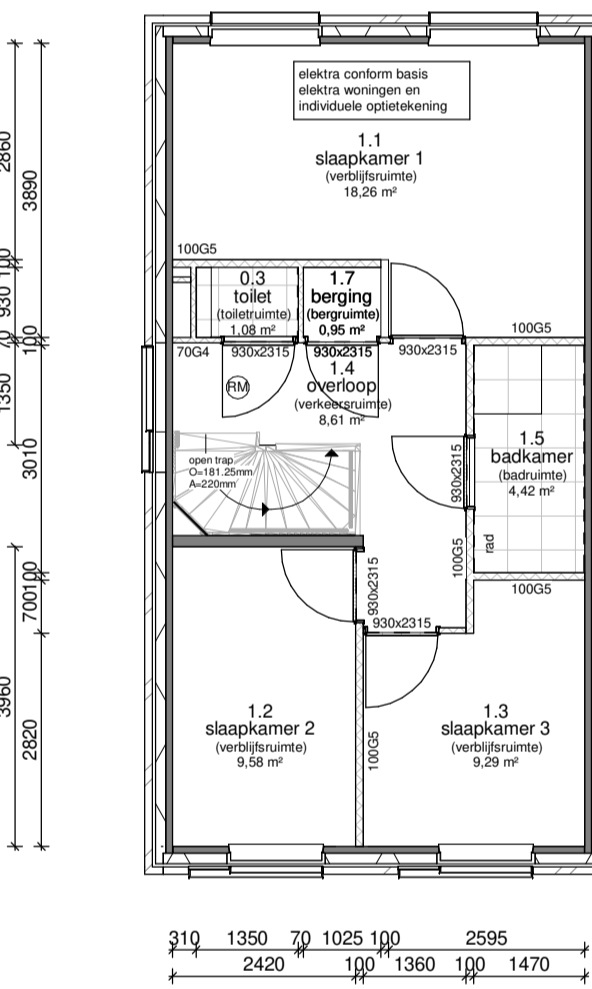 elektra conform basis
elektra woningen en
individuele optietekening
1.1
slaapkamer 1
(verblijfsruimte)
18,26 m²
100G5
0.3
toilet
(toiletruimte)
1,08 m²
1.7
berging
(bergruimte)
0,95 m²
100G5
70G4
930x2315
930x2315
930x2315
RM
1.4
overloop
(verkeersruimte)
8,61 m²
open trap
O=181.25mm
A=220mm
930x2315
1.5
badkamer
(badruimte)
4,42 m²
rad
100G5
100G5
930x2315
930x2315
1.2
slaapkamer 2
(verblijfsruimte)
9,58 m²
100G5
1.3
slaapkamer 3
(verblijfsruimte)
9,29 m²
2860
100
930
70
1350
3960
3890
100
3010
100
700
2820
310 1350 70 1025 100 2595
2420 100 1360 100 1470